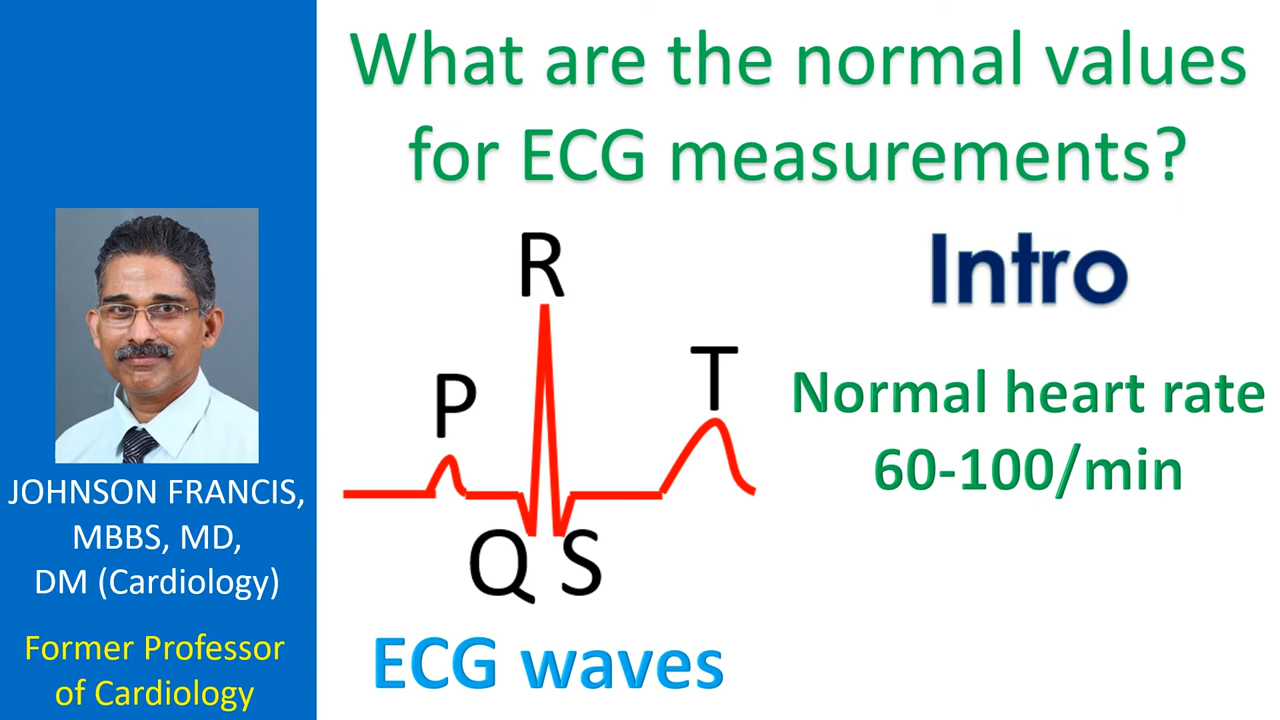 What are the normal values
for ECG measurements?
Intro
R
P
T
Q S
Normal heart rate
60-100/min
ECG waves
JOHNSON FRANCIS,
MBBS, MD,
DM (Cardiology)
Former Professor
of Cardiology